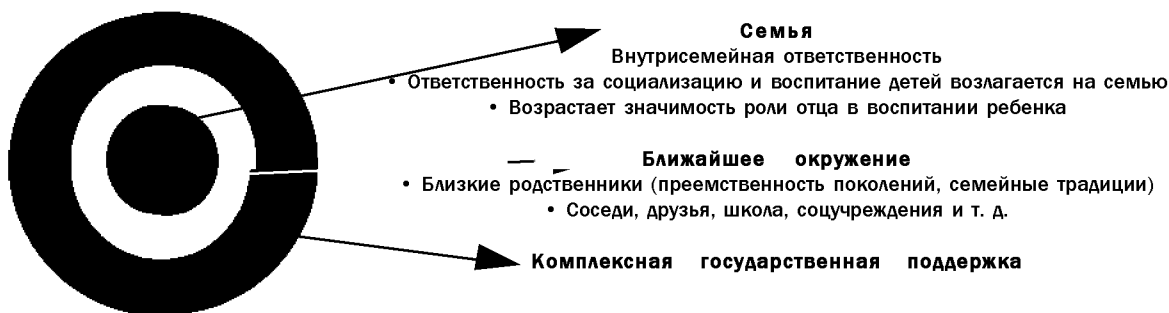 Семья
Внутрисемейная ответственность
• Ответственность за социализацию и воспитание детей возлагается на семью
• Возрастает значимость роли отца в воспитании ребенка
Ближайшее окружение
• Близкие родственники (преемственность поколений, семейные традиции)
• Соседи, друзья, школа, соцучреждения и т. д.
Комплексная государственная поддержка